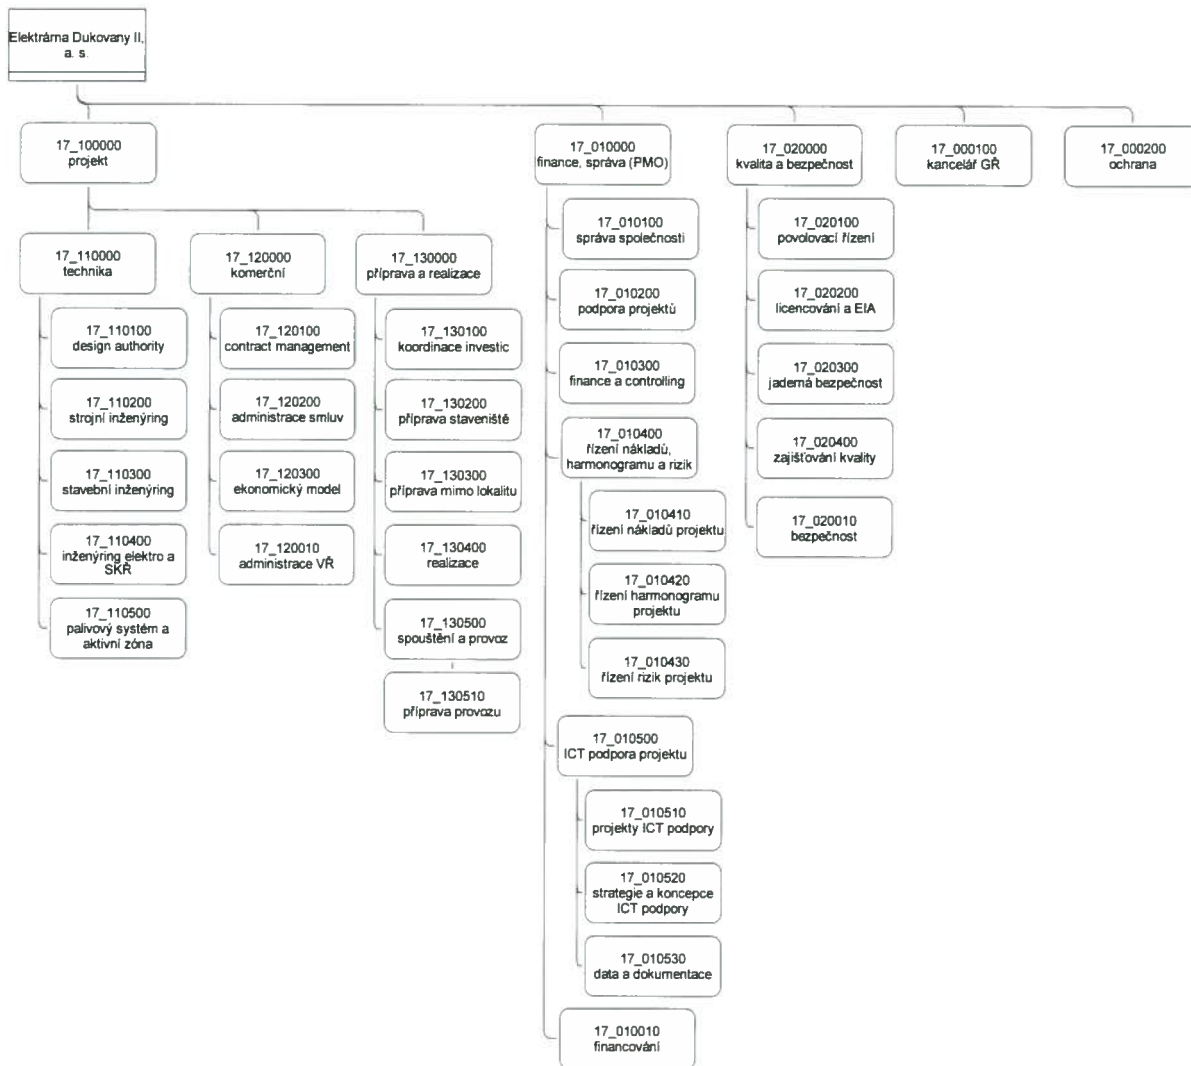 Elektrárna Dukovany II,
a. s.
17_100000
projekt
17_110000
technika
17_110100
design authority
17_110200
strojní inženýring
17_110300
stavební inženýring
17_110400
inženýring elektro a
SKŘ
17_110500
palivový systém a
aktivní zóna
17_120000
komerční
17_120100
contract management
17_120200
administrace smluv
17_120300
ekonomický model
17_120010
administrace VŘ
17_130000
příprava a realizace
17_130100
koordinace investic
17_130200
příprava staveniště
17_130300
příprava mimo lokalitu
17_130400
realizace
17_130500
spouštění a provoz
17_130510
příprava provozu
17_010000
finance, správa (PMO)
17_010100
správa společnosti
17_010200
podpora projektů
17_010300
finance a controlling
17_010400
řízení nákladů,
harmonogramu a rizik
17_010410
řízení nákladů projektu
17_010420
řízení harmonogramu
projektu
17_010430
řízení rizik projektu
17_010500
ICT podpora projektu
17_010510
projekty ICT podpory
17_010520
strategie a koncepce
ICT podpory
17_010530
data a dokumentace
17_010010
financování
17_020000
kvalita a bezpečnost
17_020100
povolovací řízení
17_020200
licencování a EIA
17_020300
jaderná bezpečnost
17_020400
zajišťování kvality
17_020010
bezpečnost
17_000100
kancelář GŘ
17_000200
ochrana